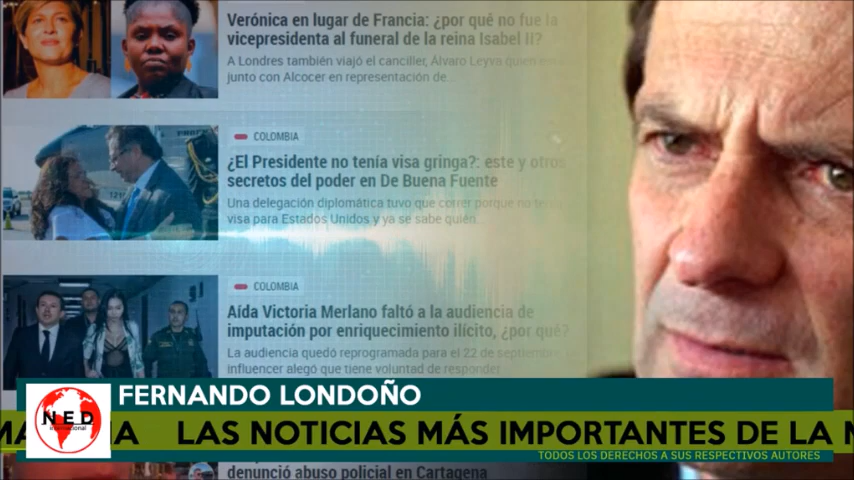 Verónica en lugar de Francia: ¿por qué no fue la
vicepresidenta al funeral de la reina Isabel II?
A Londres también viajó el canciller, Álvaro Leyva quien
junto con Alcocer en representación de...
COLOMBIA
¿El Presidente no tenía visa gringa?: este y otros
secretos del poder en De Buena Fuente
Una delegación diplomática tuvo que correr porque no
visa para Estados Unidos y ya se sabe quién...
COLOMBIA
Aída Victoria Merlano faltó a la audiencia de
imputación por enriquecimiento ilícito, ¿por qué?
La audiencia quedó reprogramada para el 22 de septiembre
influencer alegó que tiene voluntad de responder
FERNANDO LONDOÑO
NED
International
LAS NOTICIAS MÁS IMPORTANTES DE LA
TODOS LOS DERECHOS A SUS RESPECTIVOS AUTORES
denunció abuso policial en Cartagena